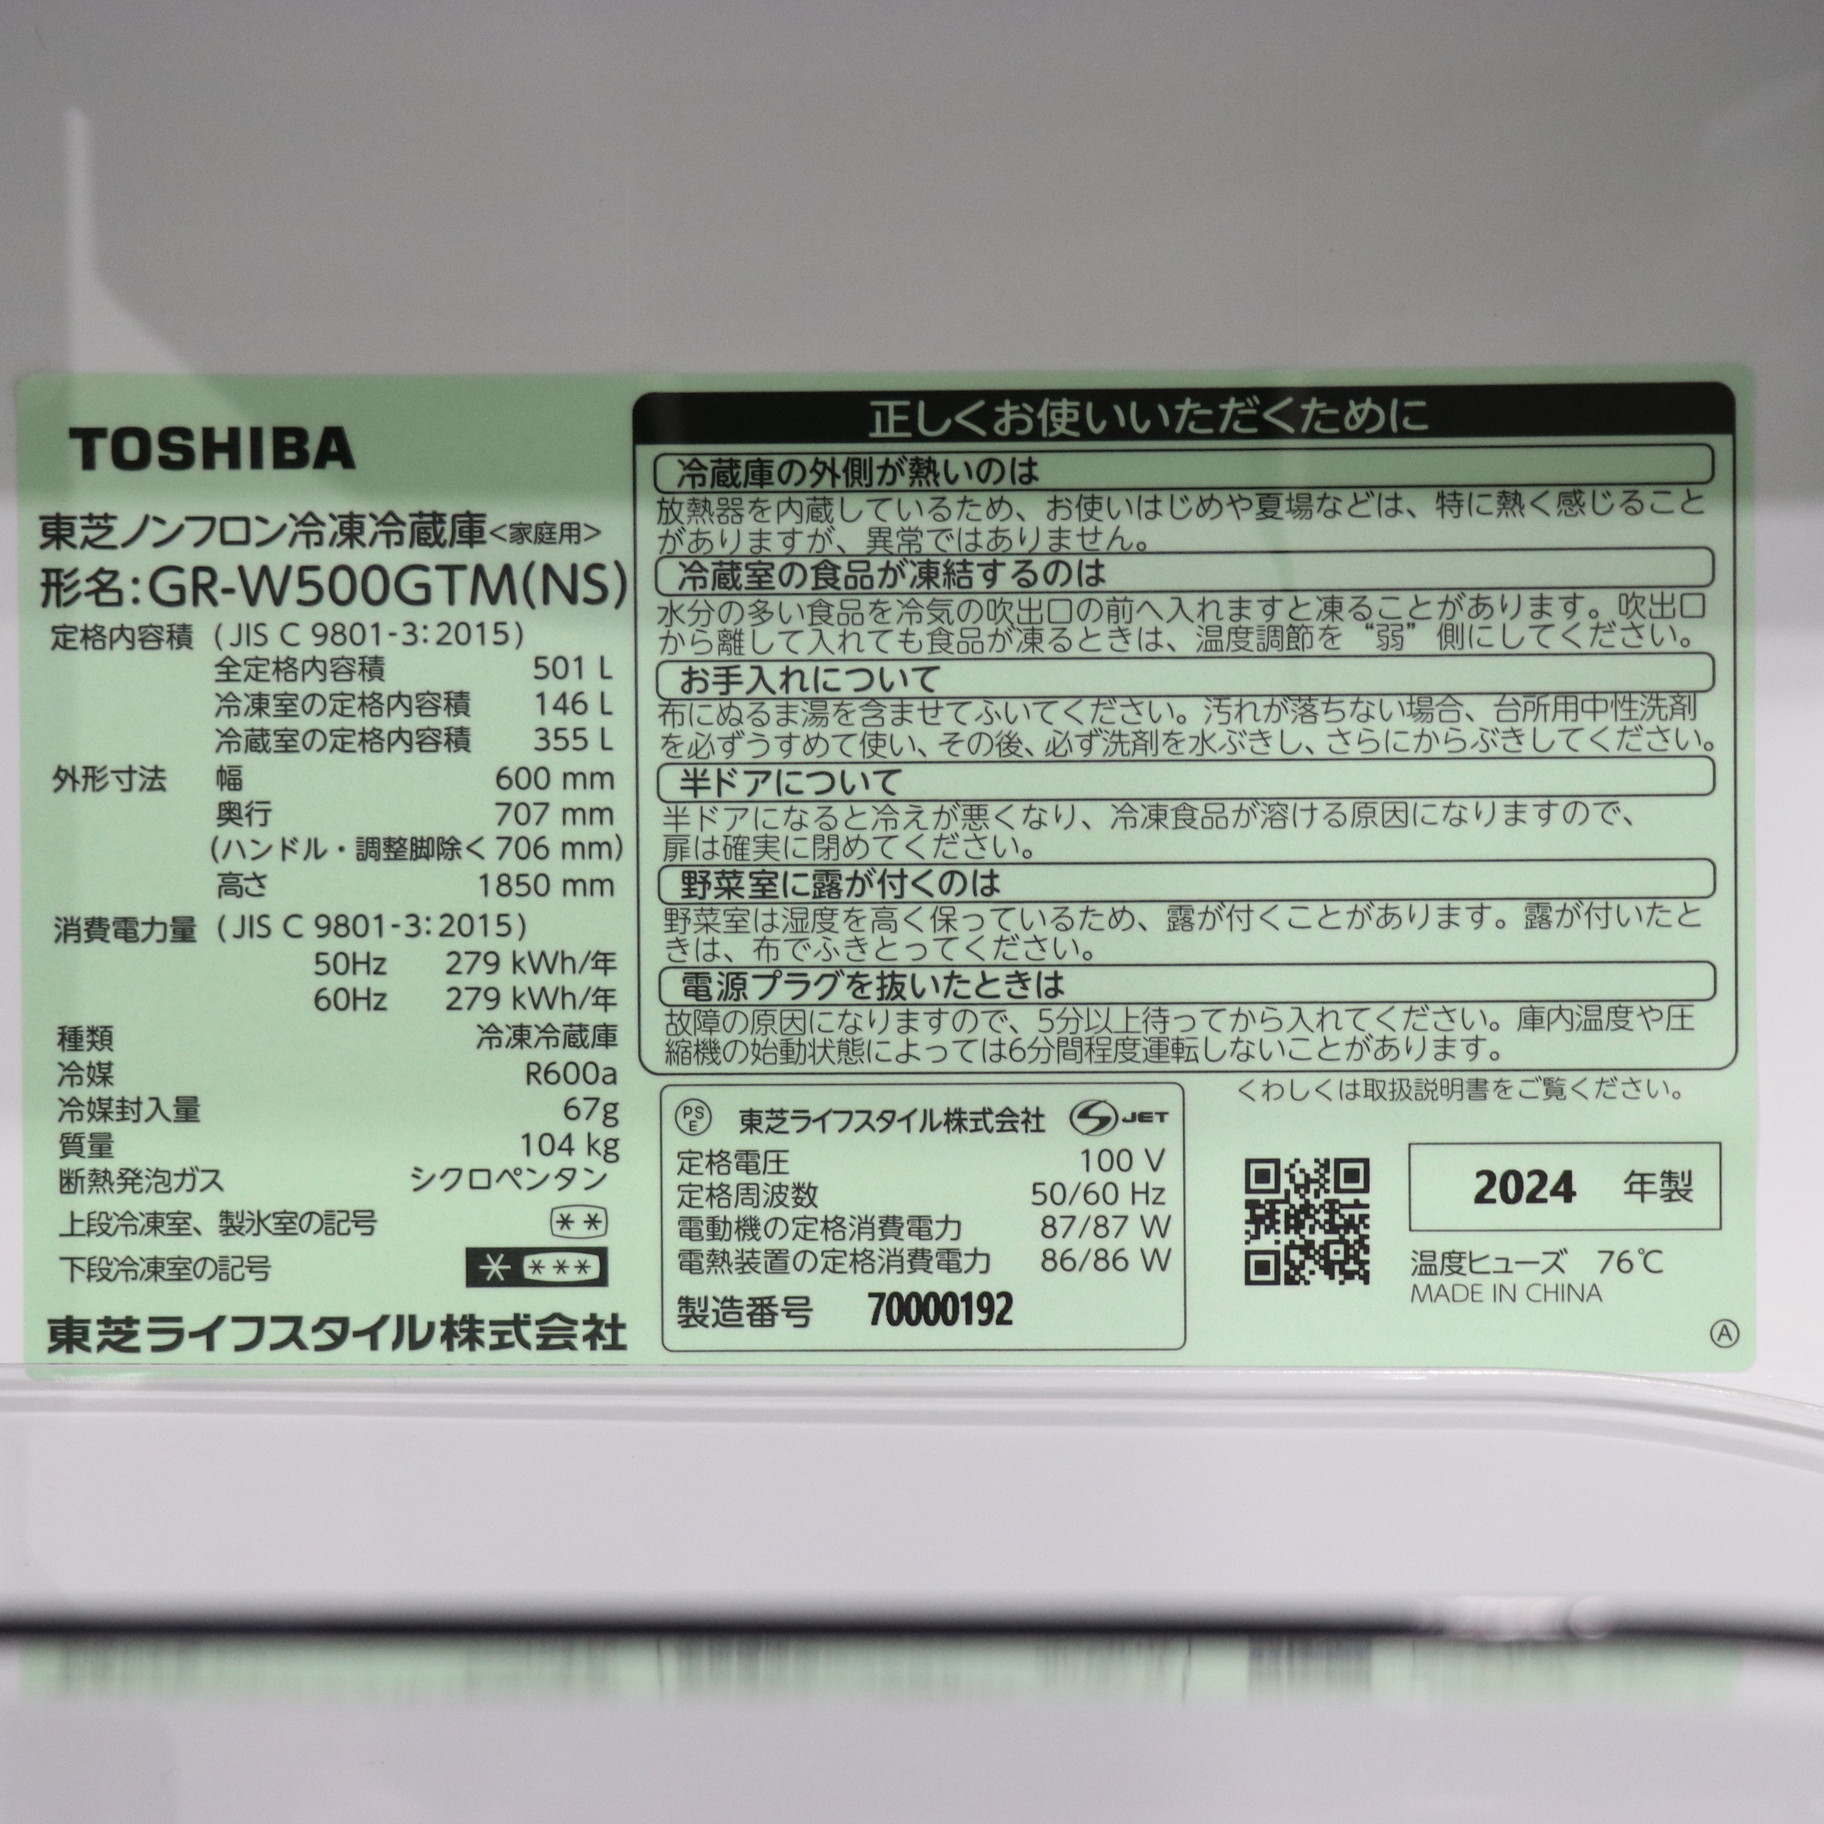 TOSHIBA
東芝ノンフロン冷凍冷蔵庫<家庭用>
形名:GR-W500GTM(NS)
定格内容積 (JIS C 9801-3:2015)
全定格内容積 501 L
冷凍室の定格内容積 146 L
冷蔵室の定格内容積 355 L
外形寸法 幅 600 mm
奥行 707 mm
(ハンドル・調整脚除く706 mm)
高さ 1850 mm
消費電力量 (JIS C 9801-3:2015)
50Hz 279 kWh/年
60Hz 279 kWh/年
種類 冷凍冷蔵庫
冷媒 R600a
冷媒封入量 67g
質量 104 kg
断熱発泡ガス シクロペンタン
上段冷凍室、製氷室の記号 **
下段冷凍室の記号 * ***
東芝ライフスタイル株式会社
正しくお使いいただくために
冷蔵庫の外側が熱いのは
放熱器を内蔵しているため、お使いはじめや夏場などは、特に熱く感じること
がありますが、異常ではありません。
冷蔵室の食品が凍結するのは
水分の多い食品を冷気の吹出口の前へ入れますと凍ることがあります。吹出口
から離して入れても食品が凍るときは、温度調節を“弱”側にしてください。
お手入れについて
布にぬるま湯を含ませてふいてください。汚れが落ちない場合、台所用中性洗剤
を必ずうすめて使い、その後、必ず洗剤を水ぶきし、さらにからぶきしてください。
半ドアについて
半ドアになると冷えが悪くなり、冷凍食品が溶ける原因になりますので、
扉は確実に閉めてください。
野菜室に露が付くのは
野菜室は湿度を高く保っているため、露が付くことがあります。露が付いたと
きは、布でふきとってください。
電源プラグを抜いたときは
故障の原因になりますので、5分以上待ってから入れてください。庫内温度や圧
縮機の始動状態によっては6分間程度運転しないことがあります。
くわしくは取扱説明書をご覧ください。
PSE 東芝ライフスタイル株式会社 JET
定格電圧 100 V
定格周波数 50/60 Hz
電動機の定格消費電力 87/87 W
電熱装置の定格消費電力 86/86 W
製造番号 70000192
2024 年製
温度ヒューズ 76℃
MADE IN CHINA
Ⓐ